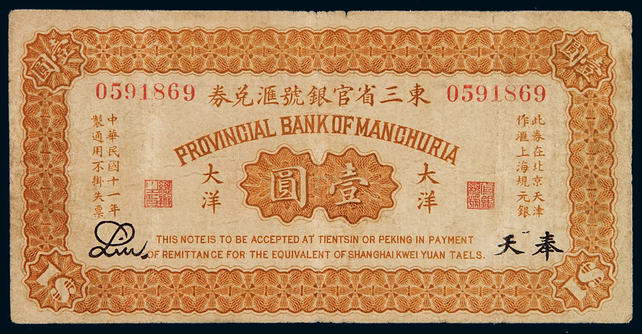 圓壹
圓壹
0591869
券兌滙號銀官省三東
0591869
PROVINCIAL BANK OF MANCHURIA
此券在北京天津
作滙上海規元銀
大洋
圓壹
大洋
中華民國十一年
製通用不掛失票
THIS NOTE IS TO BE ACCEPTED AT TIENTSIN OR PEKING IN PAYMENT
OF REMITTANCE FOR THE EQUIVALENT OF SHANGHAI KWEI YUAN TAELS.
天奉
1$
1$